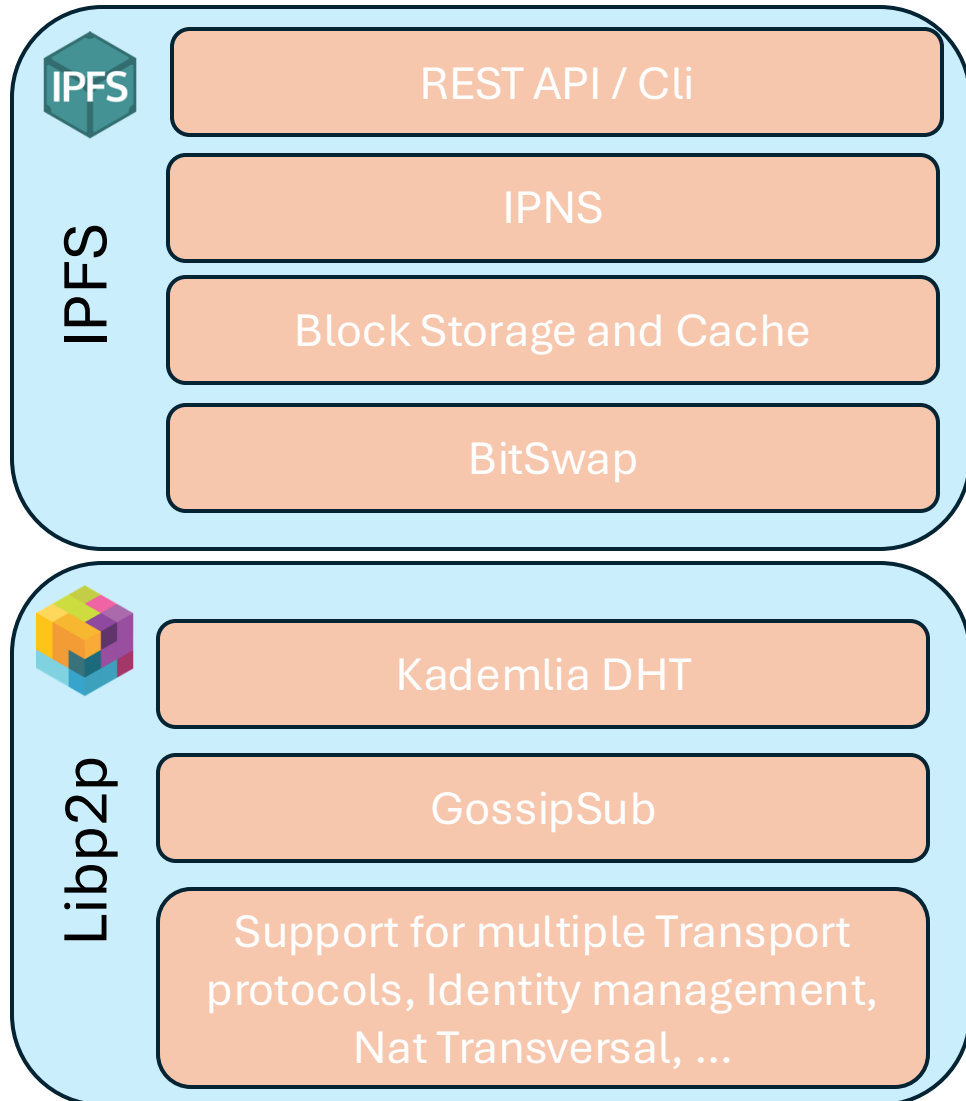 IPFS
REST API / Cli
IPNS
IPFS
Block Storage and Cache
BitSwap
Kademlia DHT
Libp2p
GossipSub
Support for multiple Transport
protocols, Identity management,
Nat Transversal, ...